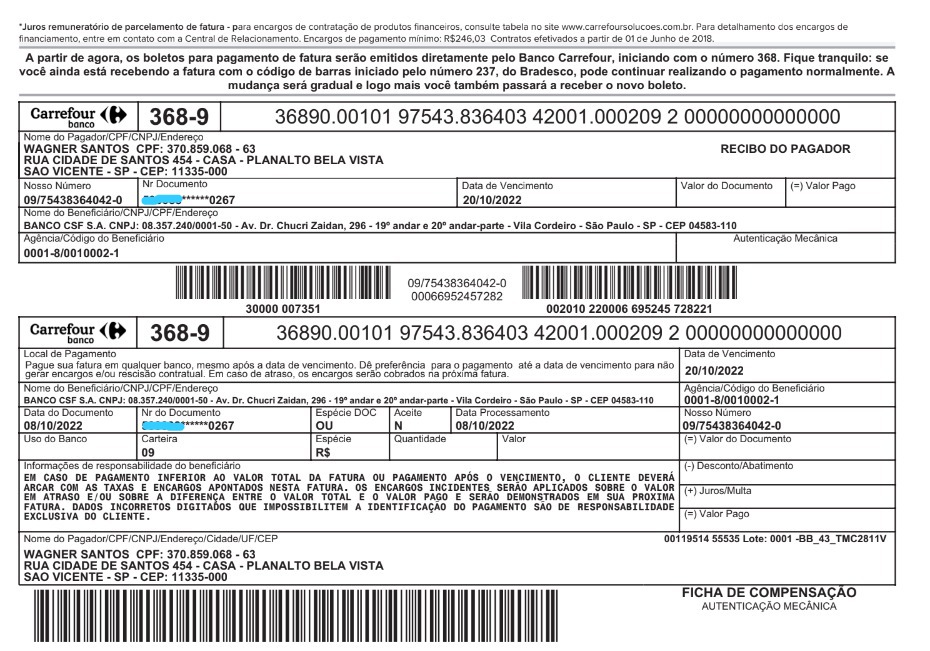 *Juros remuneratório de parcelamento de fatura - para encargos de contratação de produtos financeiros, consulte tabela no site www.carrefoursolucoes.com.br. Para detalhamento dos encargos de
financiamento, entre em contato com a Central de Relacionamento. Encargos de pagamento mínimo: R$246,03  Contratos efetivados a partir de 01 de Junho de 2018.
A partir de agora, os boletos para pagamento de fatura serão emitidos diretamente pelo Banco Carrefour, iniciando com o número 368. Fique tranquilo: se
você ainda está recebendo a fatura com o código de barras iniciado pelo número 237, do Bradesco, pode continuar realizando o pagamento normalmente. A
mudança será gradual e logo mais você também passará a receber o novo boleto.
Carrefour banco 368-9 36890.00101 97543.836403 42001.000209 2 00000000000000
Nome do Pagador/CPF/CNPJ/Endereço
WAGNER SANTOS  CPF: 370.859.068 - 63 RECIBO DO PAGADOR
RUA CIDADE DE SANTOS 454 - CASA - PLANALTO BELA VISTA
SAO VICENTE - SP - CEP: 11335-000
Nosso Número Nr Documento Data de Vencimento Valor do Documento (=) Valor Pago
09/75438364042-0 ******0267 20/10/2022
Nome do Beneficiário/CNPJ/CPF/Endereço
BANCO CSF S.A. CNPJ: 08.357.240/0001-50 - Av. Dr. Chucri Zaidan, 296 - 19º andar e 20º andar-parte - Vila Cordeiro - São Paulo - SP - CEP 04583-110
Agência/Código do Beneficiário Autenticação Mecânica
0001-8/0010002-1
09/75438364042-0
00066952457282
30000 007351 002010 220006 695245 728221
Carrefour banco 368-9 36890.00101 97543.836403 42001.000209 2 00000000000000
Local de Pagamento Data de Vencimento
Pague sua fatura em qualquer banco, mesmo após a data de vencimento. Dê preferência  para o pagamento  até a data de vencimento para não
gerar encargos e/ou rescisão contratual. Em caso de atraso, os encargos serão cobrados na próxima fatura. 20/10/2022
Nome do Beneficiário/CNPJ/CPF/Endereço Agência/Código do Beneficiário
BANCO CSF S.A. CNPJ: 08.357.240/0001-50 - Av. Dr. Chucri Zaidan, 296 - 19º andar e 20º andar-parte - Vila Cordeiro - São Paulo - SP - CEP 04583-110 0001-8/0010002-1
Data do Documento Nr do Documento Espécie DOC Aceite Data Processamento Nosso Número
08/10/2022 ******0267 OU N 08/10/2022 09/75438364042-0
Uso do Banco Carteira Espécie Quantidade Valor (=) Valor do Documento
09 R$
Informações de responsabilidade do beneficiário (-) Desconto/Abatimento
EM CASO DE PAGAMENTO INFERIOR AO VALOR TOTAL DA FATURA OU PAGAMENTO APÓS O VENCIMENTO, O CLIENTE DEVERÁ
ARCAR COM AS TAXAS E ENCARGOS APONTADOS NESTA FATURA. OS ENCARGOS INCIDENTES SERÃO APLICADOS SOBRE O VALOR (+) Juros/Multa
EM ATRASO E/OU SOBRE A DIFERENÇA ENTRE O VALOR TOTAL E O VALOR PAGO E SERÃO DEMONSTRADOS EM SUA PROXIMA
FATURA. DADOS INCORRETOS DIGITADOS QUE IMPOSSIBILITEM A IDENTIFICAÇÃO DO PAGAMENTO SÃO DE RESPONSABILIDADE (=) Valor Pago
EXCLUSIVA DO CLIENTE.
Nome do Pagador/CPF/CNPJ/Endereço/Cidade/UF/CEP 00119514 55535 Lote: 0001 -BB_43_TMC2811V
WAGNER SANTOS  CPF: 370.859.068 - 63
RUA CIDADE DE SANTOS 454 - CASA - PLANALTO BELA VISTA
SAO VICENTE - SP - CEP: 11335-000
FICHA DE COMPENSAÇÃO
AUTENTICAÇÃO MECÂNICA